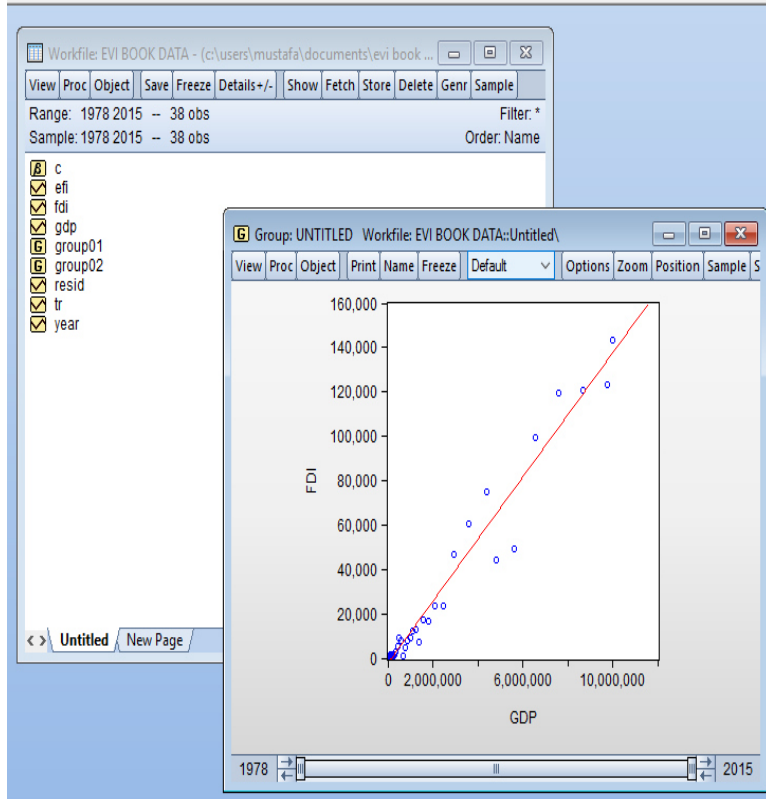 Workfile: EVI BOOK DATA - (c:\users\mustafa\documents\evi book ...
View Proc Object Save Freeze Details+/- Show Fetch Store Delete Genr Sample
Range: 1978 2015 -- 38 obs Filter: *
Sample: 1978 2015 -- 38 obs Order: Name
β c
efi
fdi
gdp
G group01
G group02
resid
tr
year
< > Untitled New Page
G Group: UNTITLED Workfile: EVI BOOK DATA::Untitled\
View Proc Object Print Name Freeze Default Options Zoom Position Sample S
160,000
140,000
120,000
100,000
80,000
60,000
40,000
20,000
0
FDI
0 2,000,000 6,000,000 10,000,000
GDP
1978 2015